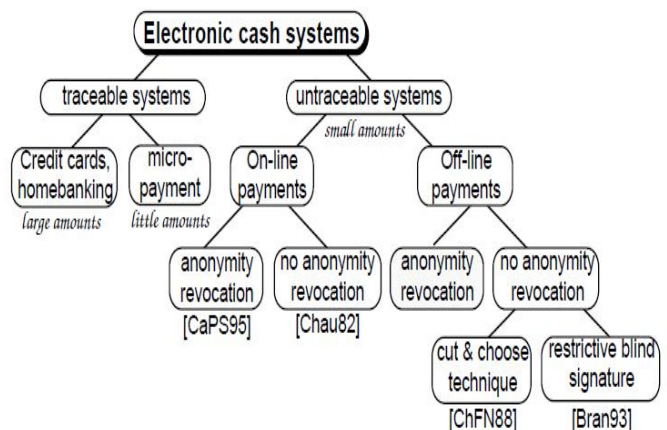 Electronic cash systems
traceable systems
untraceable systems
small amounts
Credit cards,
homebanking
large amounts
micro-
payment
little amounts
On-line
payments
Off-line
payments
anonymity
revocation
[CaPS95]
no anonymity
revocation
[Chau82]
anonymity
revocation
no anonymity
revocation
cut & choose
technique
[ChFN88]
restrictive blind
signature
[Bran93]